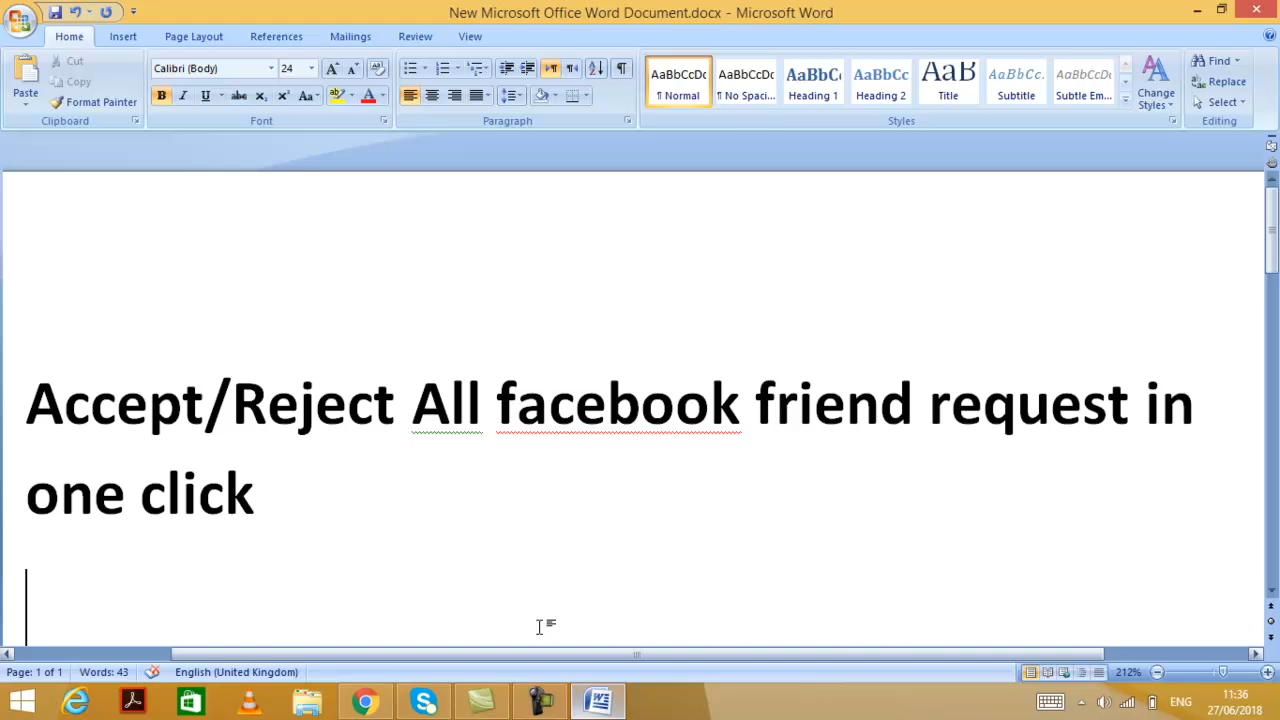 New Microsoft Office Word Document.docx - Microsoft Word
Home Insert Page Layout References Mailings Review View
Paste
Cut
Copy
Format Painter
Clipboard
Calibri (Body) 24
Font
Paragraph
AaBbCcDc AaBbCcDc AaBbC AaBbCc AaB AaBbCc. AaBbCcDc
¶ Normal ¶ No Spaci... Heading 1 Heading 2 Title Subtitle Subtle Em...
Change
Styles
Styles
Find
Replace
Select
Editing
Accept/Reject All facebook friend request in
one click
Page: 1 of 1 Words: 43 English (United Kingdom) 212%
ENG 11:36
27/06/2018